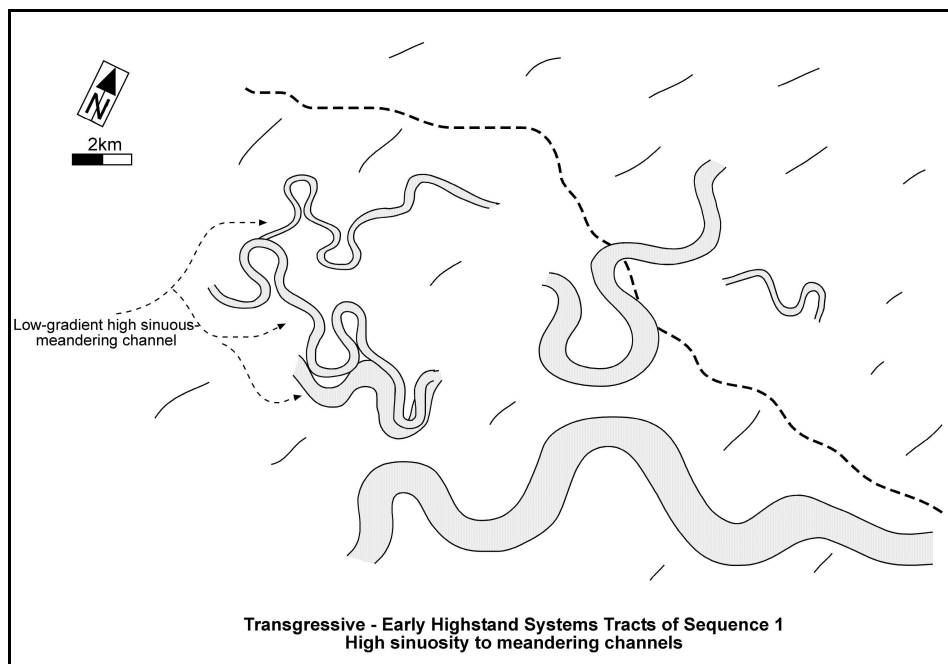 N
2km
Low-gradient high sinuous
meandering channel
Transgressive - Early Highstand Systems Tracts of Sequence 1
High sinuosity to meandering channels